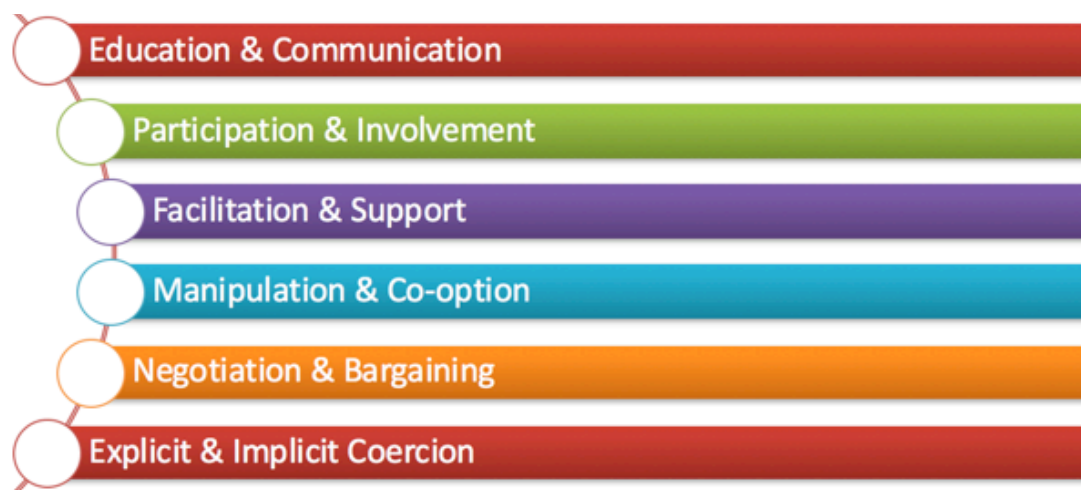 Education & Communication
Participation & Involvement
Facilitation & Support
Manipulation & Co-option
Negotiation & Bargaining
Explicit & Implicit Coercion